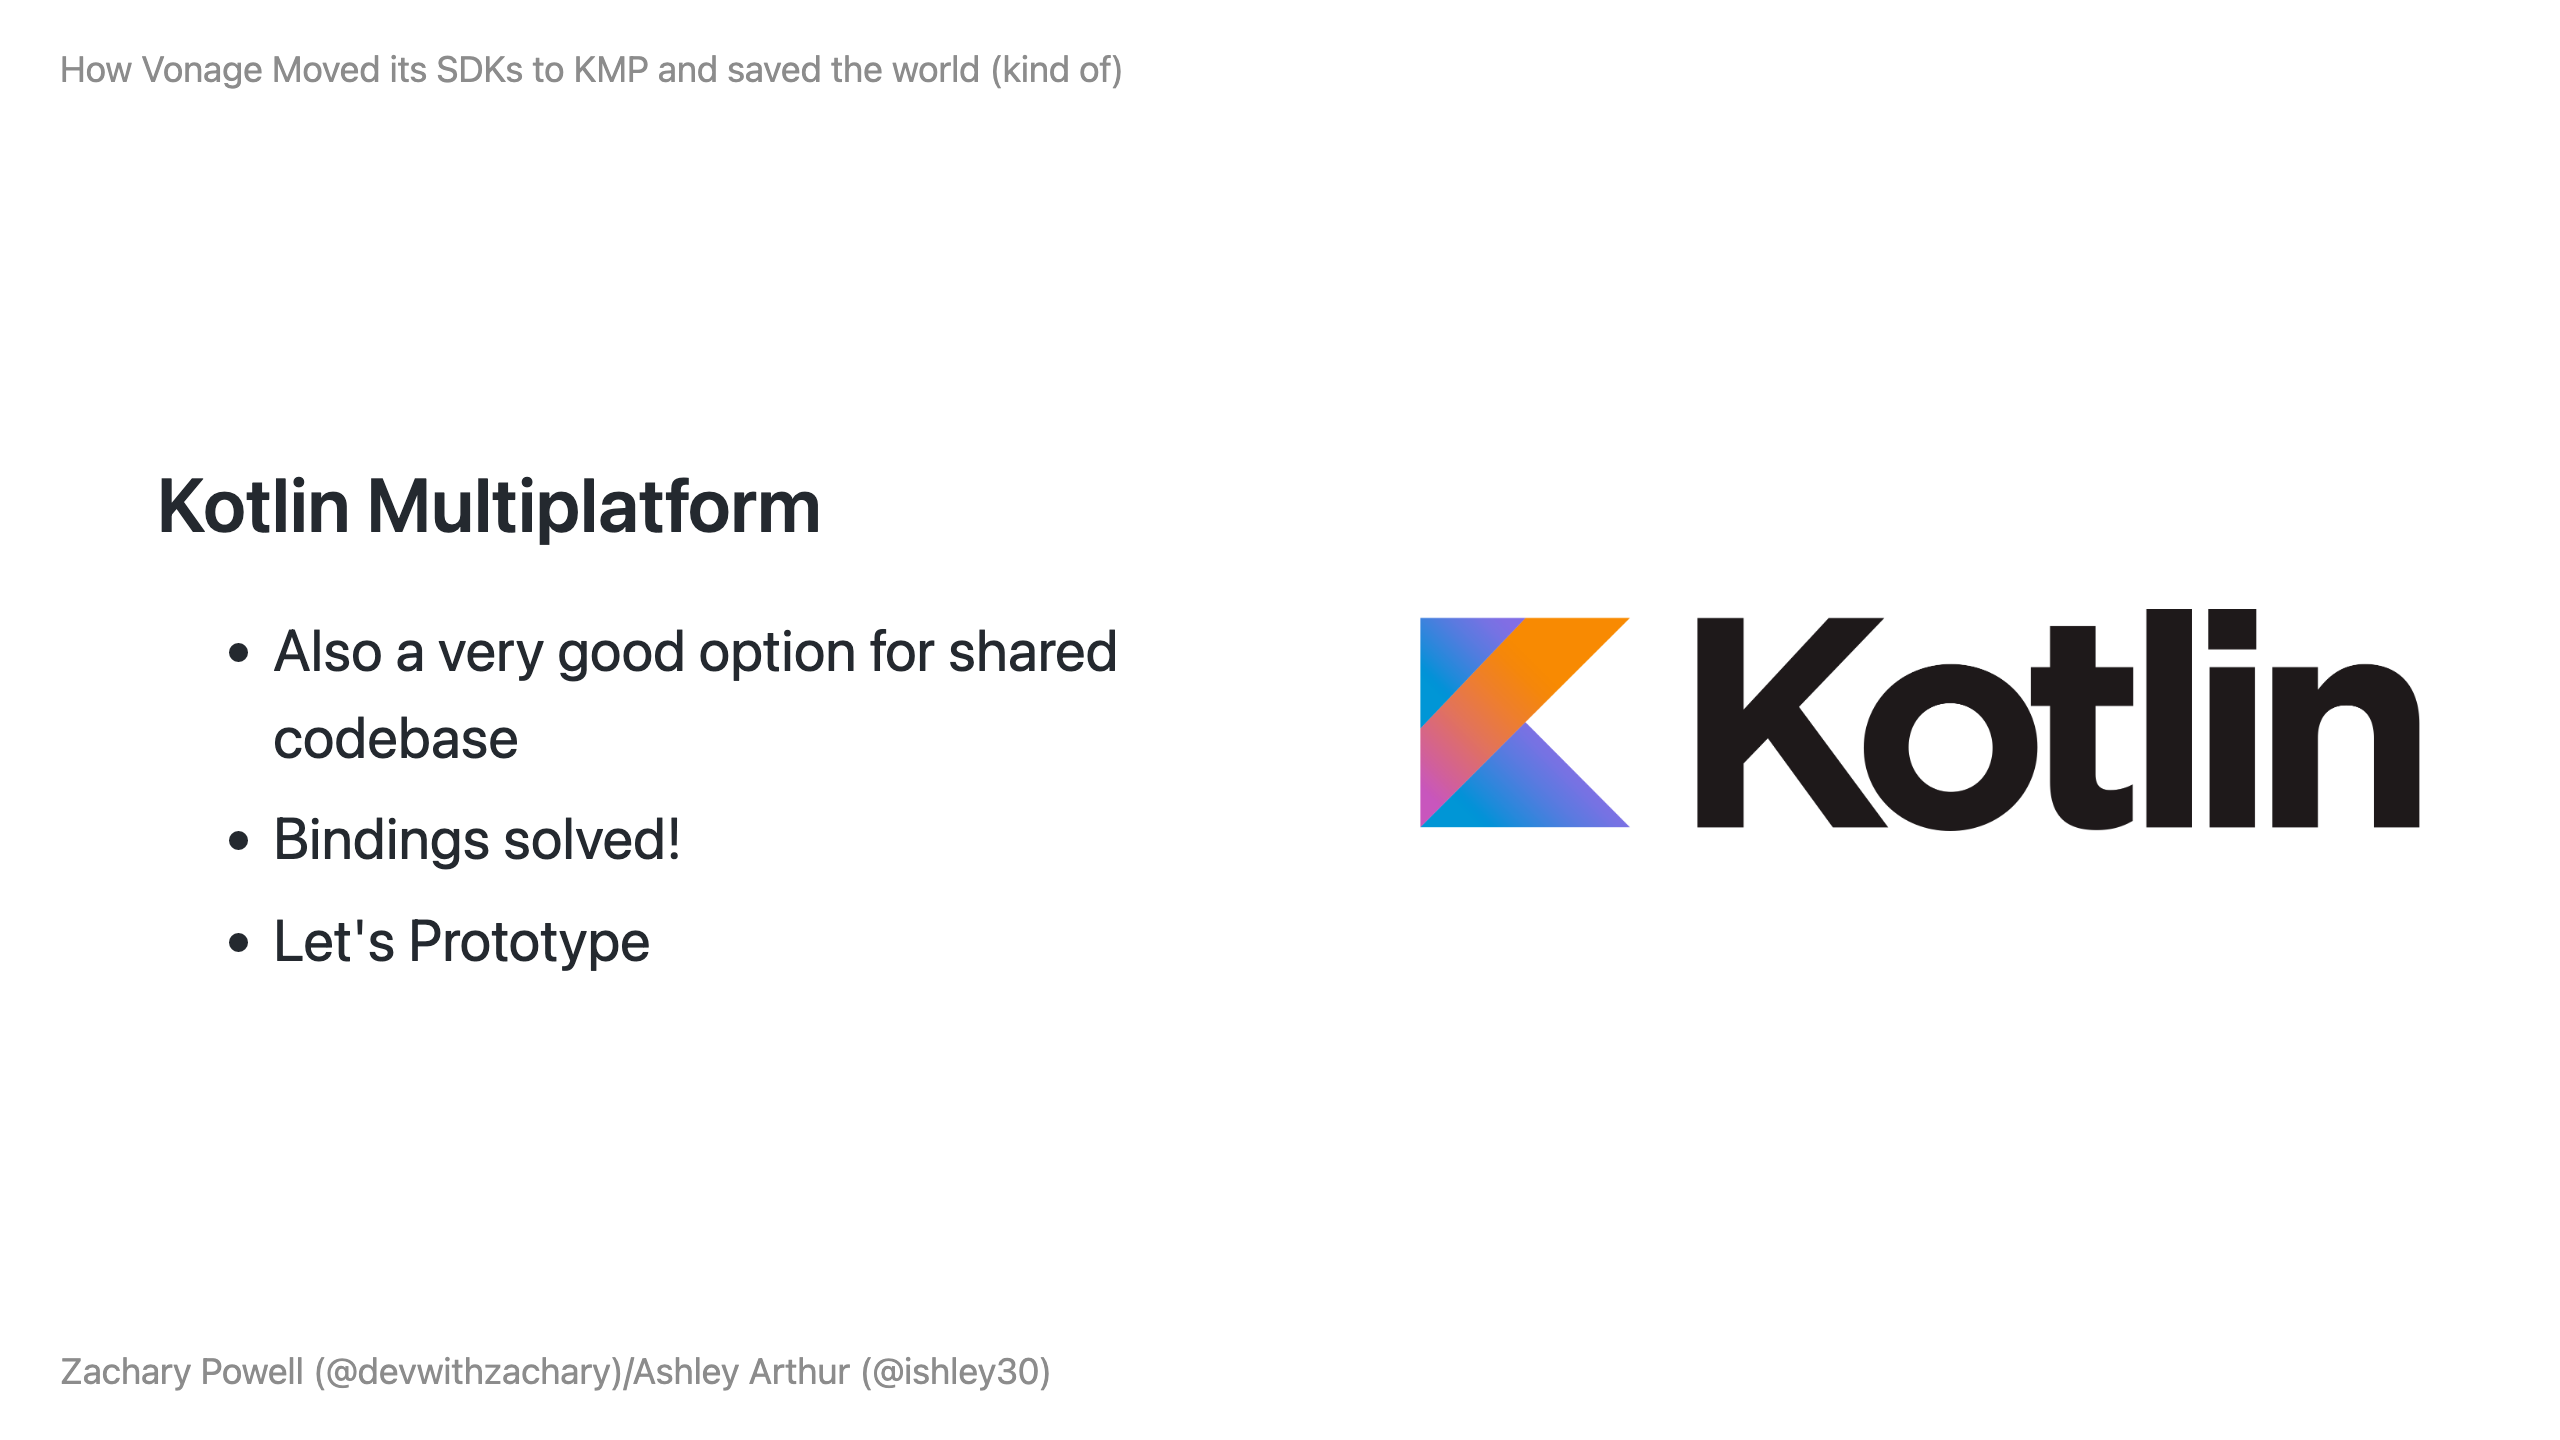 How Vonage Moved its SDKs to KMP and saved the world (kind of)
Kotlin Multiplatform
• Also a very good option for shared
codebase
• Bindings solved!
• Let's Prototype
Kotlin
Zachary Powell (@devwithzachary)/Ashley Arthur (@ishley30)